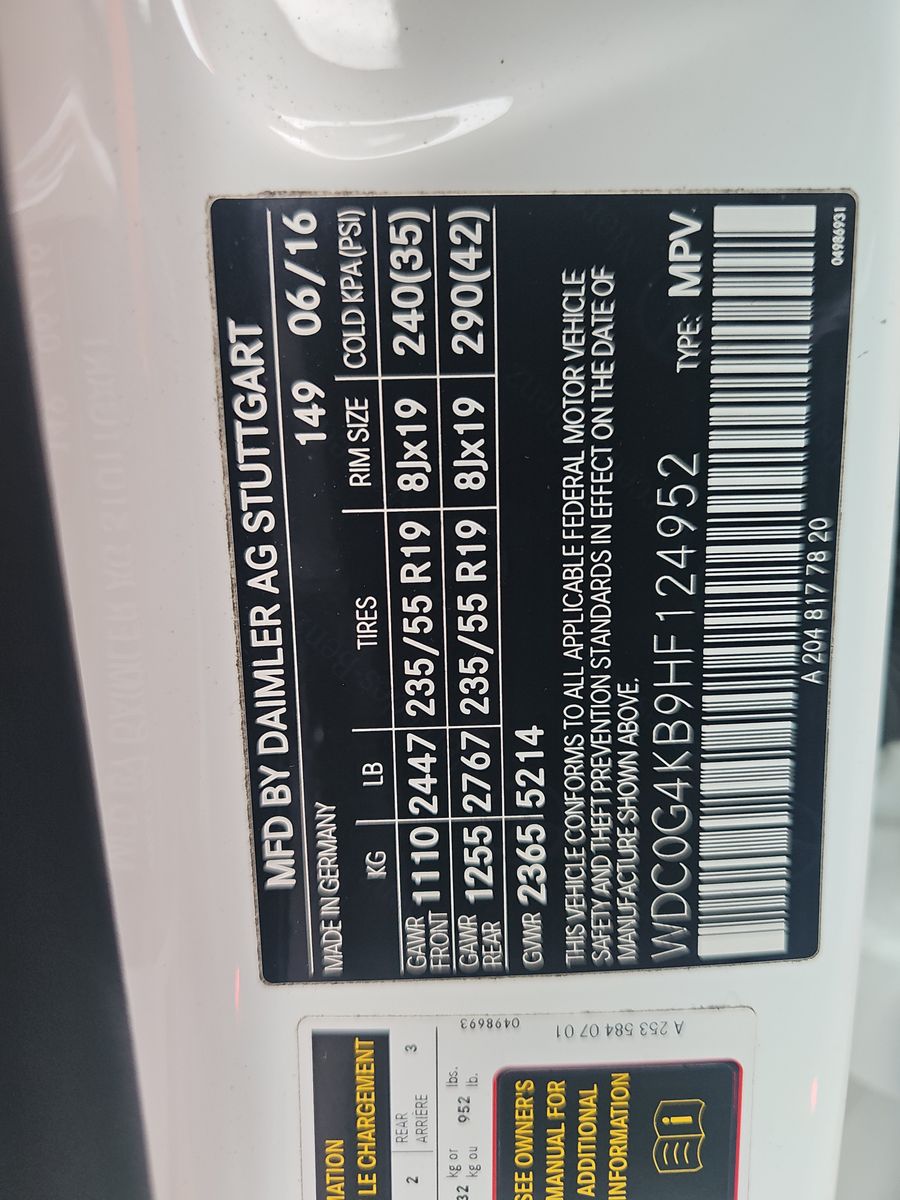 MFD BY DAIMLER AG STUTTGART
MADE IN GERMANY 149 06/16
KG LB TIRES RIM SIZE COLD KPA(PSI)
GAWR FRONT 1110 2447 235/55 R19 8Jx19 240(35)
GAWR REAR 1255 2767 235/55 R19 8Jx19 290(42)
GVWR 2365 5214
THIS VEHICLE CONFORMS TO ALL APPLICABLE FEDERAL MOTOR VEHICLE
SAFETY AND THEFT PREVENTION STANDARDS IN EFFECT ON THE DATE OF
MANUFACTURE SHOWN ABOVE.
WDC0G4KB9HF124952 TYPE: MPV
A 204 817 78 20
04986931
LE CHARGEMENT
2 REAR 3
ARRIÈRE
kg or 952 lbs.
kg ou lb.
SEE OWNER'S
MANUAL FOR
ADDITIONAL
INFORMATION
0498693
A 253 584 07 01